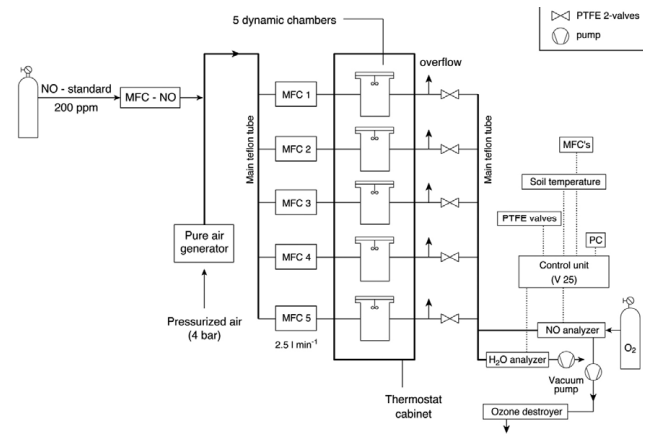 5 dynamic chambers
PTFE 2-valves
pump
overflow
NO - standard
200 ppm
MFC - NO
MFC 1
MFC 2
MFC 3
MFC 4
MFC 5
2.5 l min-1
Main teflon tube
Main teflon tube
Pure air
generator
Pressurized air
(4 bar)
Thermostat
cabinet
MFC's
Soil temperature
PTFE valves
PC
Control unit
(V 25)
NO analyzer
O2
H2O analyzer
Vacuum
pump
Ozone destroyer